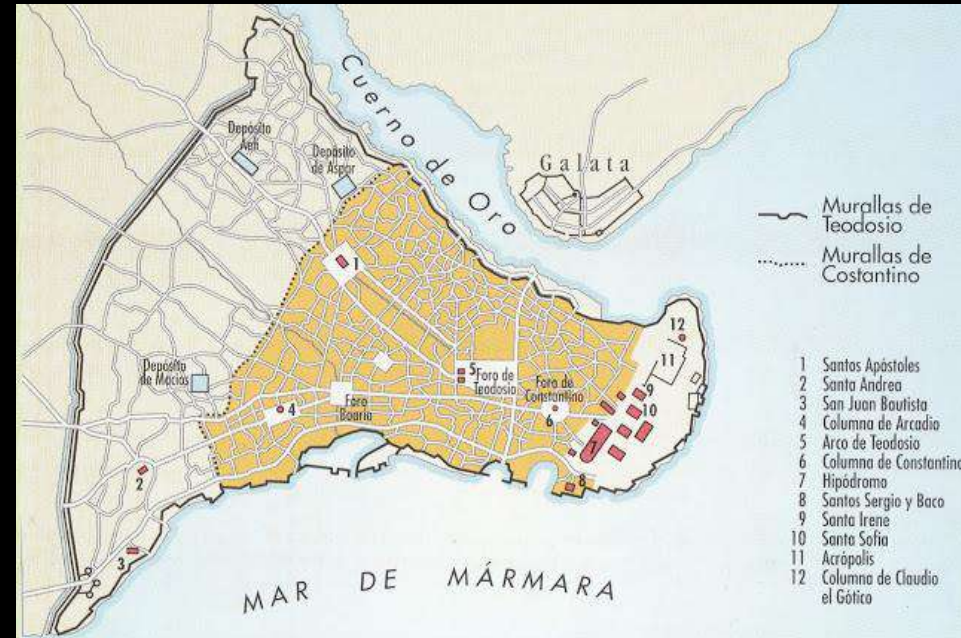 Cuerno de Oro
Depósito
Aeti
Depósito
de Aspar
Galata
1
12
11
Depósito
de Mocios
5
Foro de
Teodosio
Foro de
Constantino
9
10
4
Foro
Boario
6
7
2
8
3
MAR DE MÁRMARA
Murallas de
Teodosio
Murallas de
Costantino
1 Santos Apóstoles
2 Santa Andrea
3 San Juan Bautista
4 Columna de Arcadio
5 Arco de Teodosio
6 Columna de Constantino
7 Hipódromo
8 Santos Sergio y Baco
9 Santa Irene
10 Santa Sofía
11 Acrópolis
12 Columna de Claudio
el Gótico